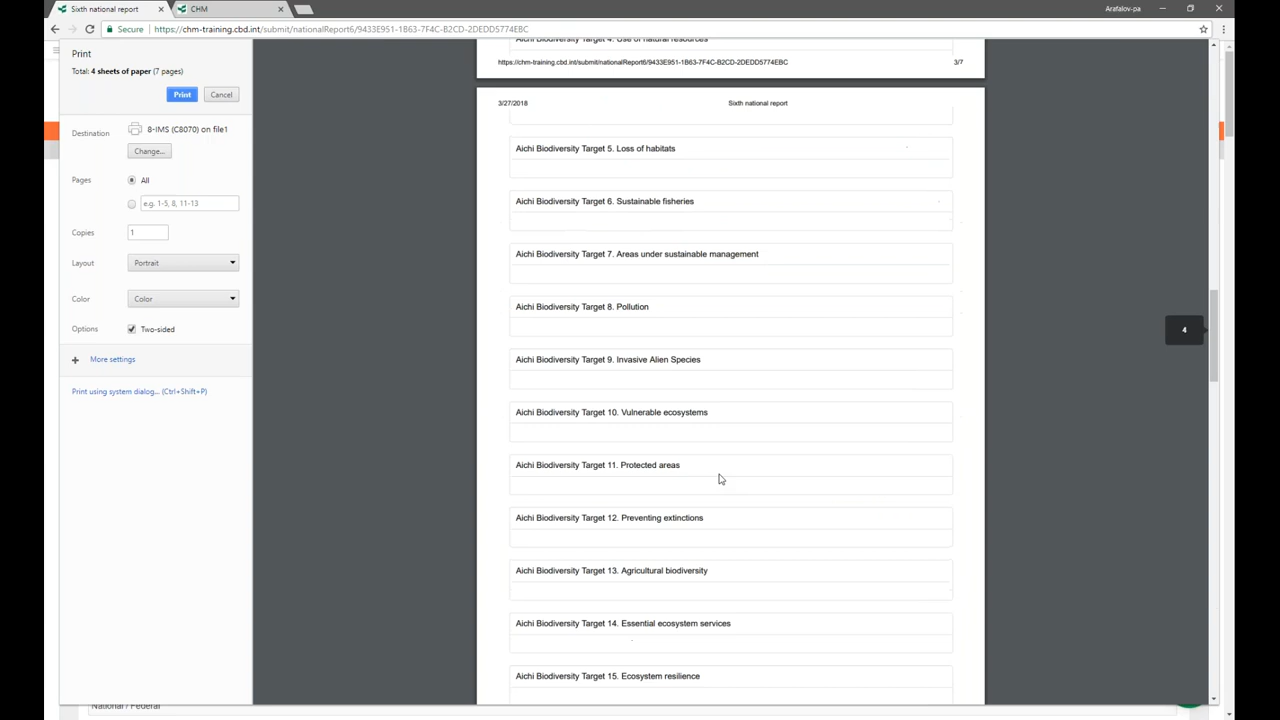 Sixth national report
CHM
Arafalov-pa
Secure
https://chm-training.cbd.int/submit/nationalReport6/9433E951-1B63-7F4C-B2CD-2DEDD5774EBC
Print
Total: 4 sheets of paper (7 pages)
Print
Cancel
Destination
8-IMS (C8070) on file1
Change...
Pages
All
e.g. 1-5, 8, 11-13
Copies
1
Layout
Portrait
Color
Color
Options
Two-sided
+ More settings
Print using system dialog... (Ctrl+Shift+P)
Aichi Biodiversity Target 4. Use of natural resources
https://chm-training.cbd.int/submit/nationalReport6/9433E951-1B63-7F4C-B2CD-2DEDD5774EBC
3/7
3/27/2018
Sixth national report
Aichi Biodiversity Target 5. Loss of habitats
Aichi Biodiversity Target 6. Sustainable fisheries
Aichi Biodiversity Target 7. Areas under sustainable management
Aichi Biodiversity Target 8. Pollution
Aichi Biodiversity Target 9. Invasive Alien Species
Aichi Biodiversity Target 10. Vulnerable ecosystems
Aichi Biodiversity Target 11. Protected areas
Aichi Biodiversity Target 12. Preventing extinctions
Aichi Biodiversity Target 13. Agricultural biodiversity
Aichi Biodiversity Target 14. Essential ecosystem services
Aichi Biodiversity Target 15. Ecosystem resilience
4
National / Federal